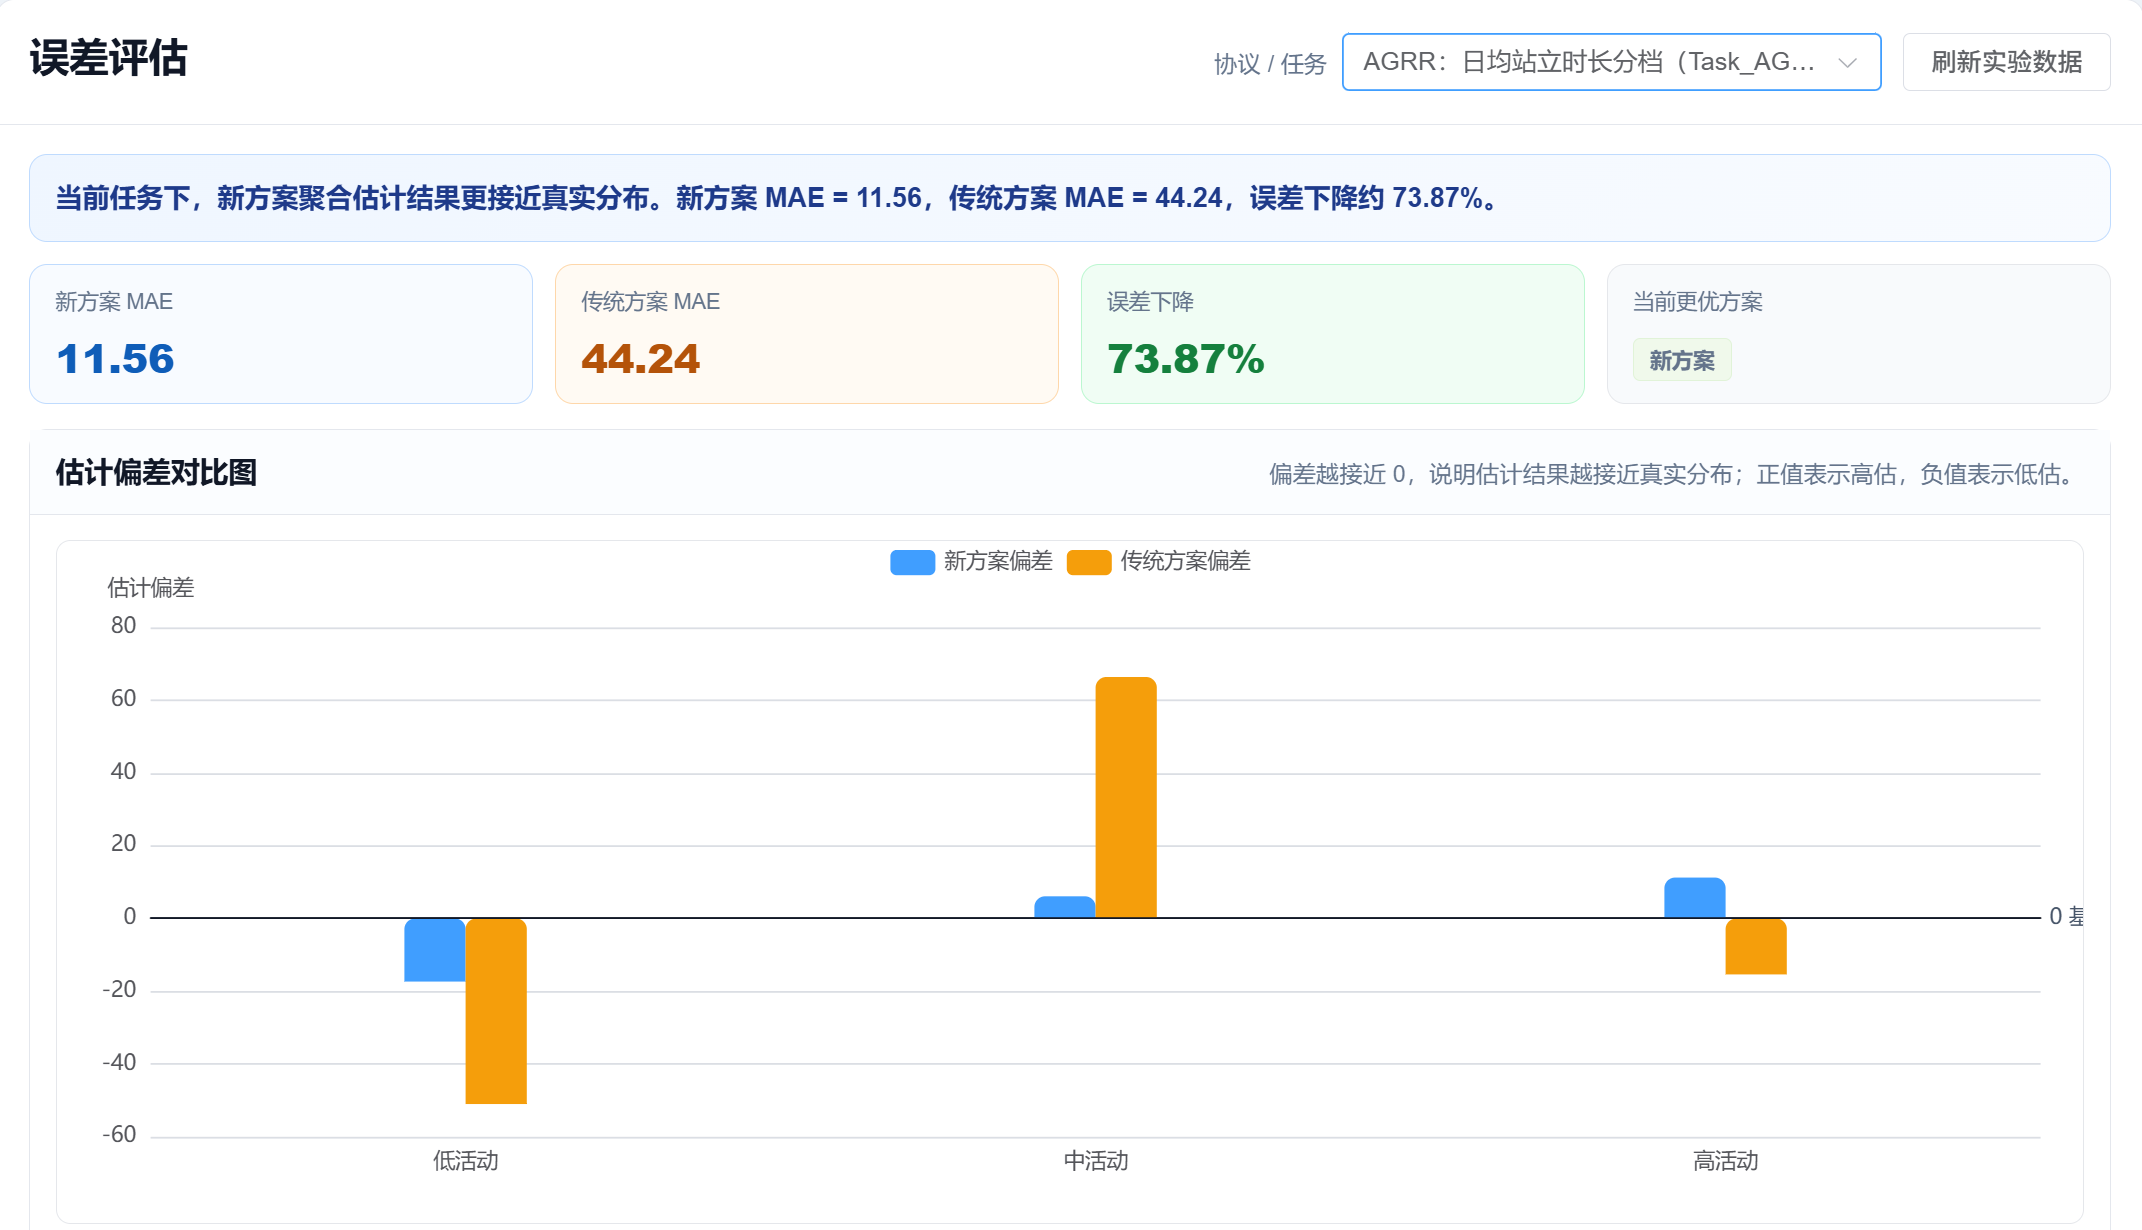 误差评估
协议 / 任务
AGRR：日均站立时长分档（Task_AG...
刷新实验数据
当前任务下，新方案聚合估计结果更接近真实分布。新方案 MAE = 11.56，传统方案 MAE = 44.24，误差下降约 73.87%。
新方案 MAE
11.56
传统方案 MAE
44.24
误差下降
73.87%
当前更优方案
新方案
估计偏差对比图
偏差越接近 0，说明估计结果越接近真实分布；正值表示高估，负值表示低估。
新方案偏差
传统方案偏差
估计偏差
80
60
40
20
0
-20
-40
-60
0
低活动
中活动
高活动